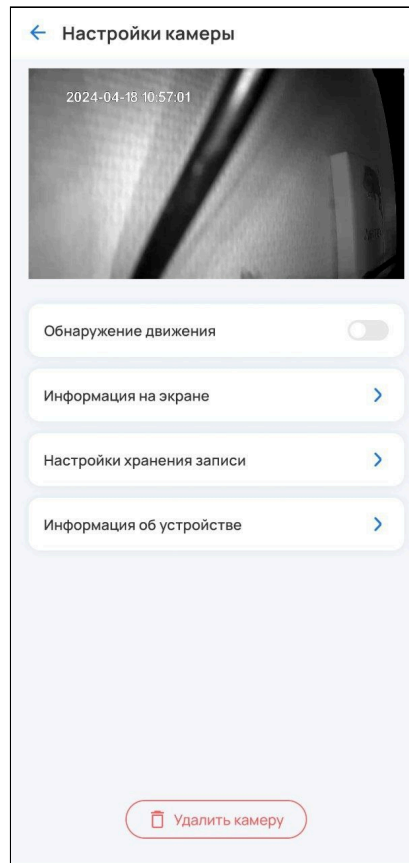 Настройки камеры
2024-04-18 10:57:01
Обнаружение движения
Информация на экране
Настройки хранения записи
Информация об устройстве
Удалить камеру